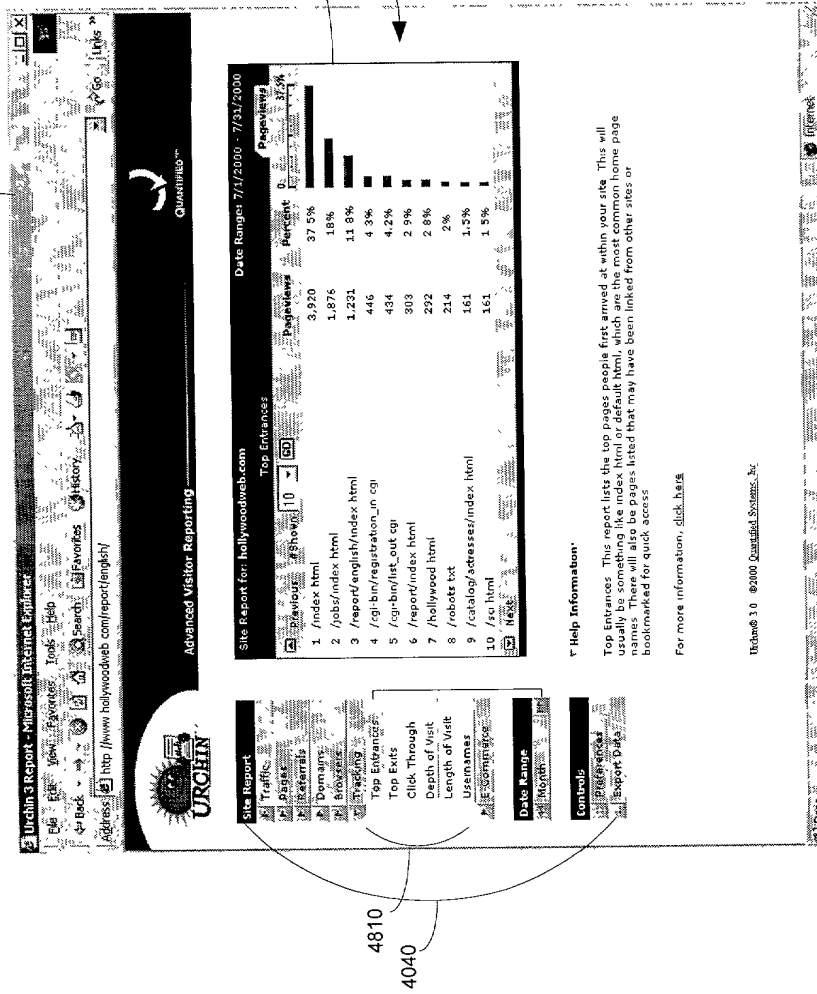 Urchin 3 Report - Microsoft Internet Explorer
File Edit View Favorites Tools Help
Back Search Favorites History
Address http //www hollywoodweb com/report/english/ Go Links »
URCHIN
Advanced Visitor Reporting
QUANTIFIED™
Site Report
Traffic
Pages
Referrals
Domains
Browsers
Tracking
Top Entrances
Top Exits
Click Through
Depth of Visit
Length of Visit
Usernames
E-Commerce
Date Range
Month
Controls
Preferences
Export Data
Site Report for: hollywoodweb.com Date Range: 7/1/2000 - 7/31/2000
Top Entrances Pageviews
Previous #Shown 10 GO Pageviews Percent 0% 37.5%
1 /index html 3,920 37 5%
2 /jobs/index html 1,876 18%
3 /report/english/index html 1,231 11 8%
4 /cgi-bin/registration_in cgi 446 4 3%
5 /cgi-bin/list_out cgi 434 4.2%
6 /report/index html 303 2 9%
7 /hollywood html 292 2 8%
8 /robots txt 214 2%
9 /catalog/actresses/index html 161 1.5%
10 /sci html 161 1 5%
Next
Help Information
Top Entrances This report lists the top pages people first arrived at within your site This will
usually be something like index html or default html, which are the most common home page
names There will also be pages listed that may have been linked from other sites or
bookmarked for quick access
For more information, click here
Urchin® 3 0 ©2000 Quantified Systems, Inc
Internet
4810
4040